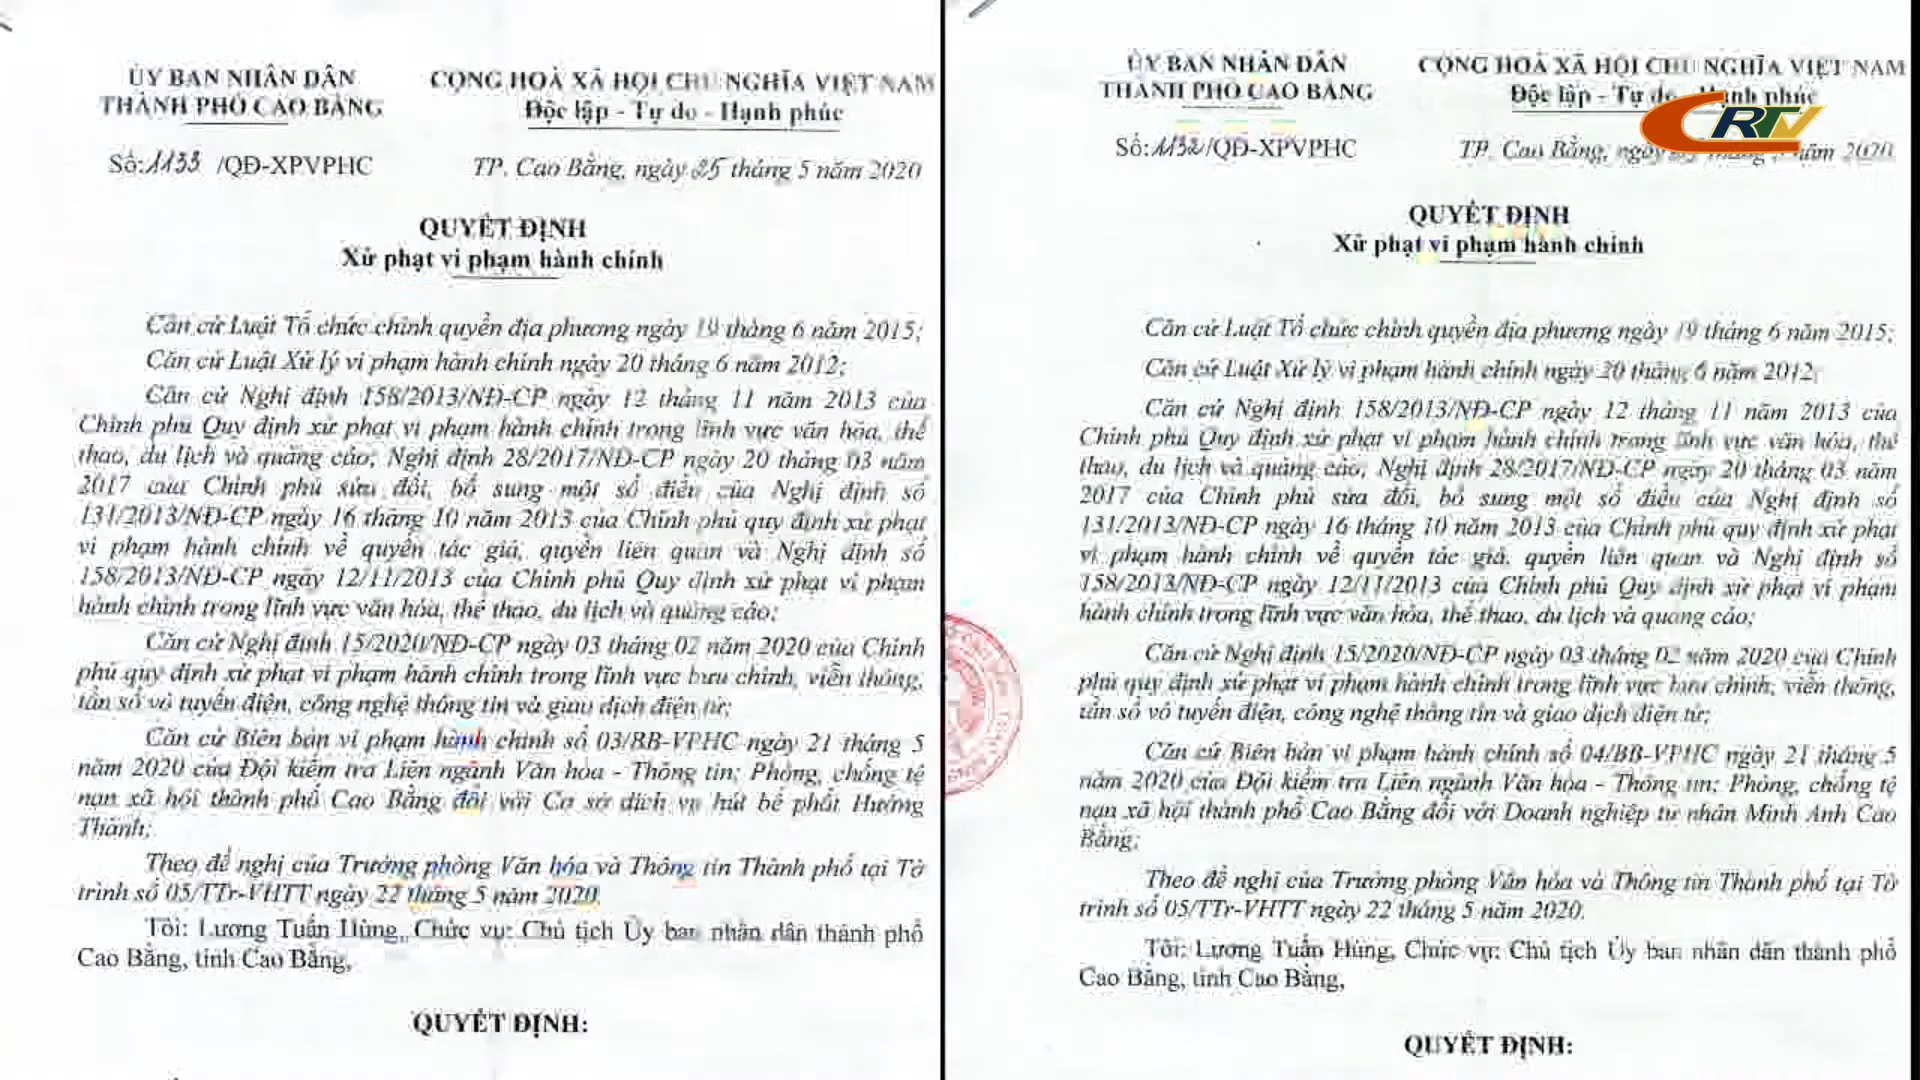 ỦY BAN NHÂN DÂN
THÀNH PHỐ CAO BẰNG
CỘNG HOÀ XÃ HỘI CHỦ NGHĨA VIỆT NAM
Độc lập - Tự do - Hạnh phúc
Số: 1133 /QĐ-XPVPHC
TP. Cao Bằng, ngày 25 tháng 5 năm 2020
QUYẾT ĐỊNH
Xử phạt vi phạm hành chính
Căn cứ Luật Tổ chức chính quyền địa phương ngày 19 tháng 6 năm 2015;
Căn cứ Luật Xử lý vi phạm hành chính ngày 20 tháng 6 năm 2012;
Căn cứ Nghị định 158/2013/NĐ-CP ngày 12 tháng 11 năm 2013 của
Chính phủ Quy định xử phạt vi phạm hành chính trong lĩnh vực văn hóa, thể
thao, du lịch và quảng cáo; Nghị định 28/2017/NĐ-CP ngày 20 tháng 03 năm
2017 của Chính phủ sửa đổi, bổ sung một số điều của Nghị định số
131/2013/NĐ-CP ngày 16 tháng 10 năm 2013 của Chính phủ quy định xử phạt
vi phạm hành chính về quyền tác giả, quyền liên quan và Nghị định số
158/2013/NĐ-CP ngày 12/11/2013 của Chính phủ Quy định xử phạt vi phạm
hành chính trong lĩnh vực văn hóa, thể thao, du lịch và quảng cáo;
Căn cứ Nghị định 15/2020/NĐ-CP ngày 03 tháng 02 năm 2020 của Chính
phủ quy định xử phạt vi phạm hành chính trong lĩnh vực bưu chính, viễn thông,
tần số vô tuyến điện, công nghệ thông tin và giao dịch điện tử;
Căn cứ Biên bản vi phạm hành chính số 03/BB-VPHC ngày 21 tháng 5
năm 2020 của Đội kiểm tra Liên ngành Văn hóa - Thông tin; Phòng, chống tệ
nạn xã hội thành phố Cao Bằng đối với Cơ sở dịch vụ hút bể phốt Hướng
Thành;
Theo đề nghị của Trưởng phòng Văn hóa và Thông tin Thành phố tại Tờ
trình số 05/TTr-VHTT ngày 22 tháng 5 năm 2020.
Tôi: Lương Tuấn Hùng, Chức vụ: Chủ tịch Ủy ban nhân dân thành phố
Cao Bằng, tỉnh Cao Bằng,
QUYẾT ĐỊNH:
ỦY BAN NHÂN DÂN
THÀNH PHỐ CAO BẰNG
CỘNG HOÀ XÃ HỘI CHỦ NGHĨA VIỆT NAM
Độc lập - Tự do - Hạnh phúc
CRTV
Số: 1132/QĐ-XPVPHC
TP. Cao Bằng, ngày năm 2020
QUYẾT ĐỊNH
Xử phạt vi phạm hành chính
Căn cứ Luật Tổ chức chính quyền địa phương ngày 19 tháng 6 năm 2015;
Căn cứ Luật Xử lý vi phạm hành chính ngày 20 tháng 6 năm 2012;
Căn cứ Nghị định 158/2013/NĐ-CP ngày 12 tháng 11 năm 2013 của
Chính phủ Quy định xử phạt vi phạm hành chính trong lĩnh vực văn hóa, thể
thao, du lịch và quảng cáo; Nghị định 28/2017/NĐ-CP ngày 20 tháng 03 năm
2017 của Chính phủ sửa đổi, bổ sung một số điều của Nghị định số
131/2013/NĐ-CP ngày 16 tháng 10 năm 2013 của Chính phủ quy định xử phạt
vi phạm hành chính về quyền tác giả, quyền liên quan và Nghị định số
158/2013/NĐ-CP ngày 12/11/2013 của Chính phủ Quy định xử phạt vi phạm
hành chính trong lĩnh vực văn hóa, thể thao, du lịch và quảng cáo;
Căn cứ Nghị định 15/2020/NĐ-CP ngày 03 tháng 02 năm 2020 của Chính
phủ quy định xử phạt vi phạm hành chính trong lĩnh vực bưu chính, viễn thông,
tần số vô tuyến điện, công nghệ thông tin và giao dịch điện tử;
Căn cứ Biên bản vi phạm hành chính số 04/BB-VPHC ngày 21 tháng 5
năm 2020 của Đội kiểm tra Liên ngành Văn hóa - Thông tin; Phòng, chống tệ
nạn xã hội thành phố Cao Bằng đối với Doanh nghiệp tư nhân Minh Anh Cao
Bằng;
Theo đề nghị của Trưởng phòng Văn hóa và Thông tin Thành phố tại Tờ
trình số 05/TTr-VHTT ngày 22 tháng 5 năm 2020.
Tôi: Lương Tuấn Hùng, Chức vụ: Chủ tịch Ủy ban nhân dân thành phố
Cao Bằng, tỉnh Cao Bằng,
QUYẾT ĐỊNH: